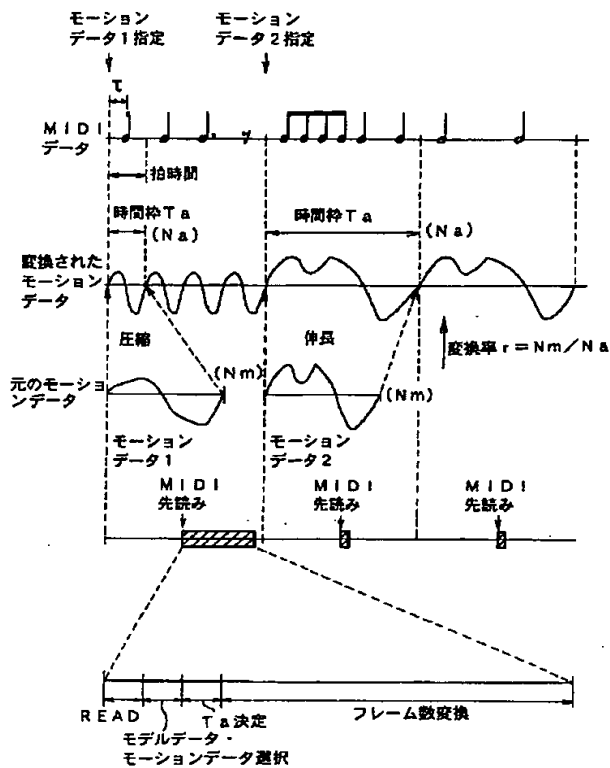 モーション
データ1指定
モーション
データ2指定
τ
MIDI
データ
拍時間
時間枠Ta
(Na)
時間枠Ta
(Na)
変換された
モーション
データ
圧縮
伸長
変換率r=Nm/Na
(Nm)
(Nm)
元のモーショ
ンデータ
モーション
データ1
モーション
データ2
MIDI
先読み
MIDI
先読み
MIDI
先読み
READ
Ta決定
フレーム数変換
モデルデータ・
モーションデータ選択